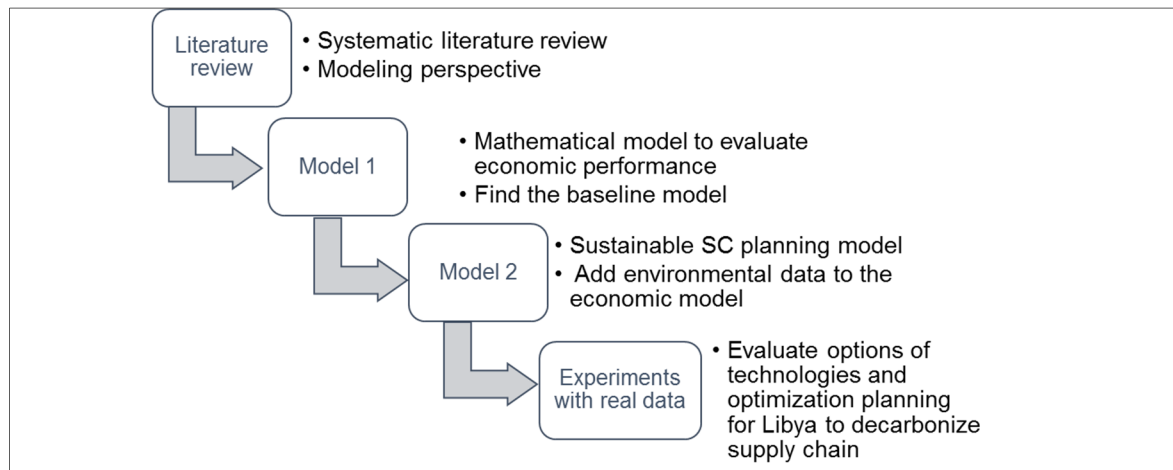 Literature
review
• Systematic literature review
• Modeling perspective
Model 1
• Mathematical model to evaluate
economic performance
• Find the baseline model
Model 2
• Sustainable SC planning model
• Add environmental data to the
economic model
Experiments
with real data
• Evaluate options of
technologies and
optimization planning
for Libya to decarbonize
supply chain